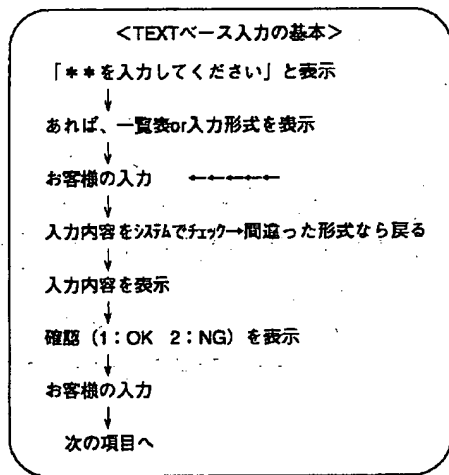 <TEXTベース入力の基本>
「＊＊を入力してください」と表示
↓
あれば、一覧表or入力形式を表示
↓
お客様の入力 ←←←←←
↓
入力内容をシステムでチェック→間違った形式なら戻る
↓
入力内容を表示
↓
確認（1：OK 2：NG）を表示
↓
お客様の入力
↓
次の項目へ